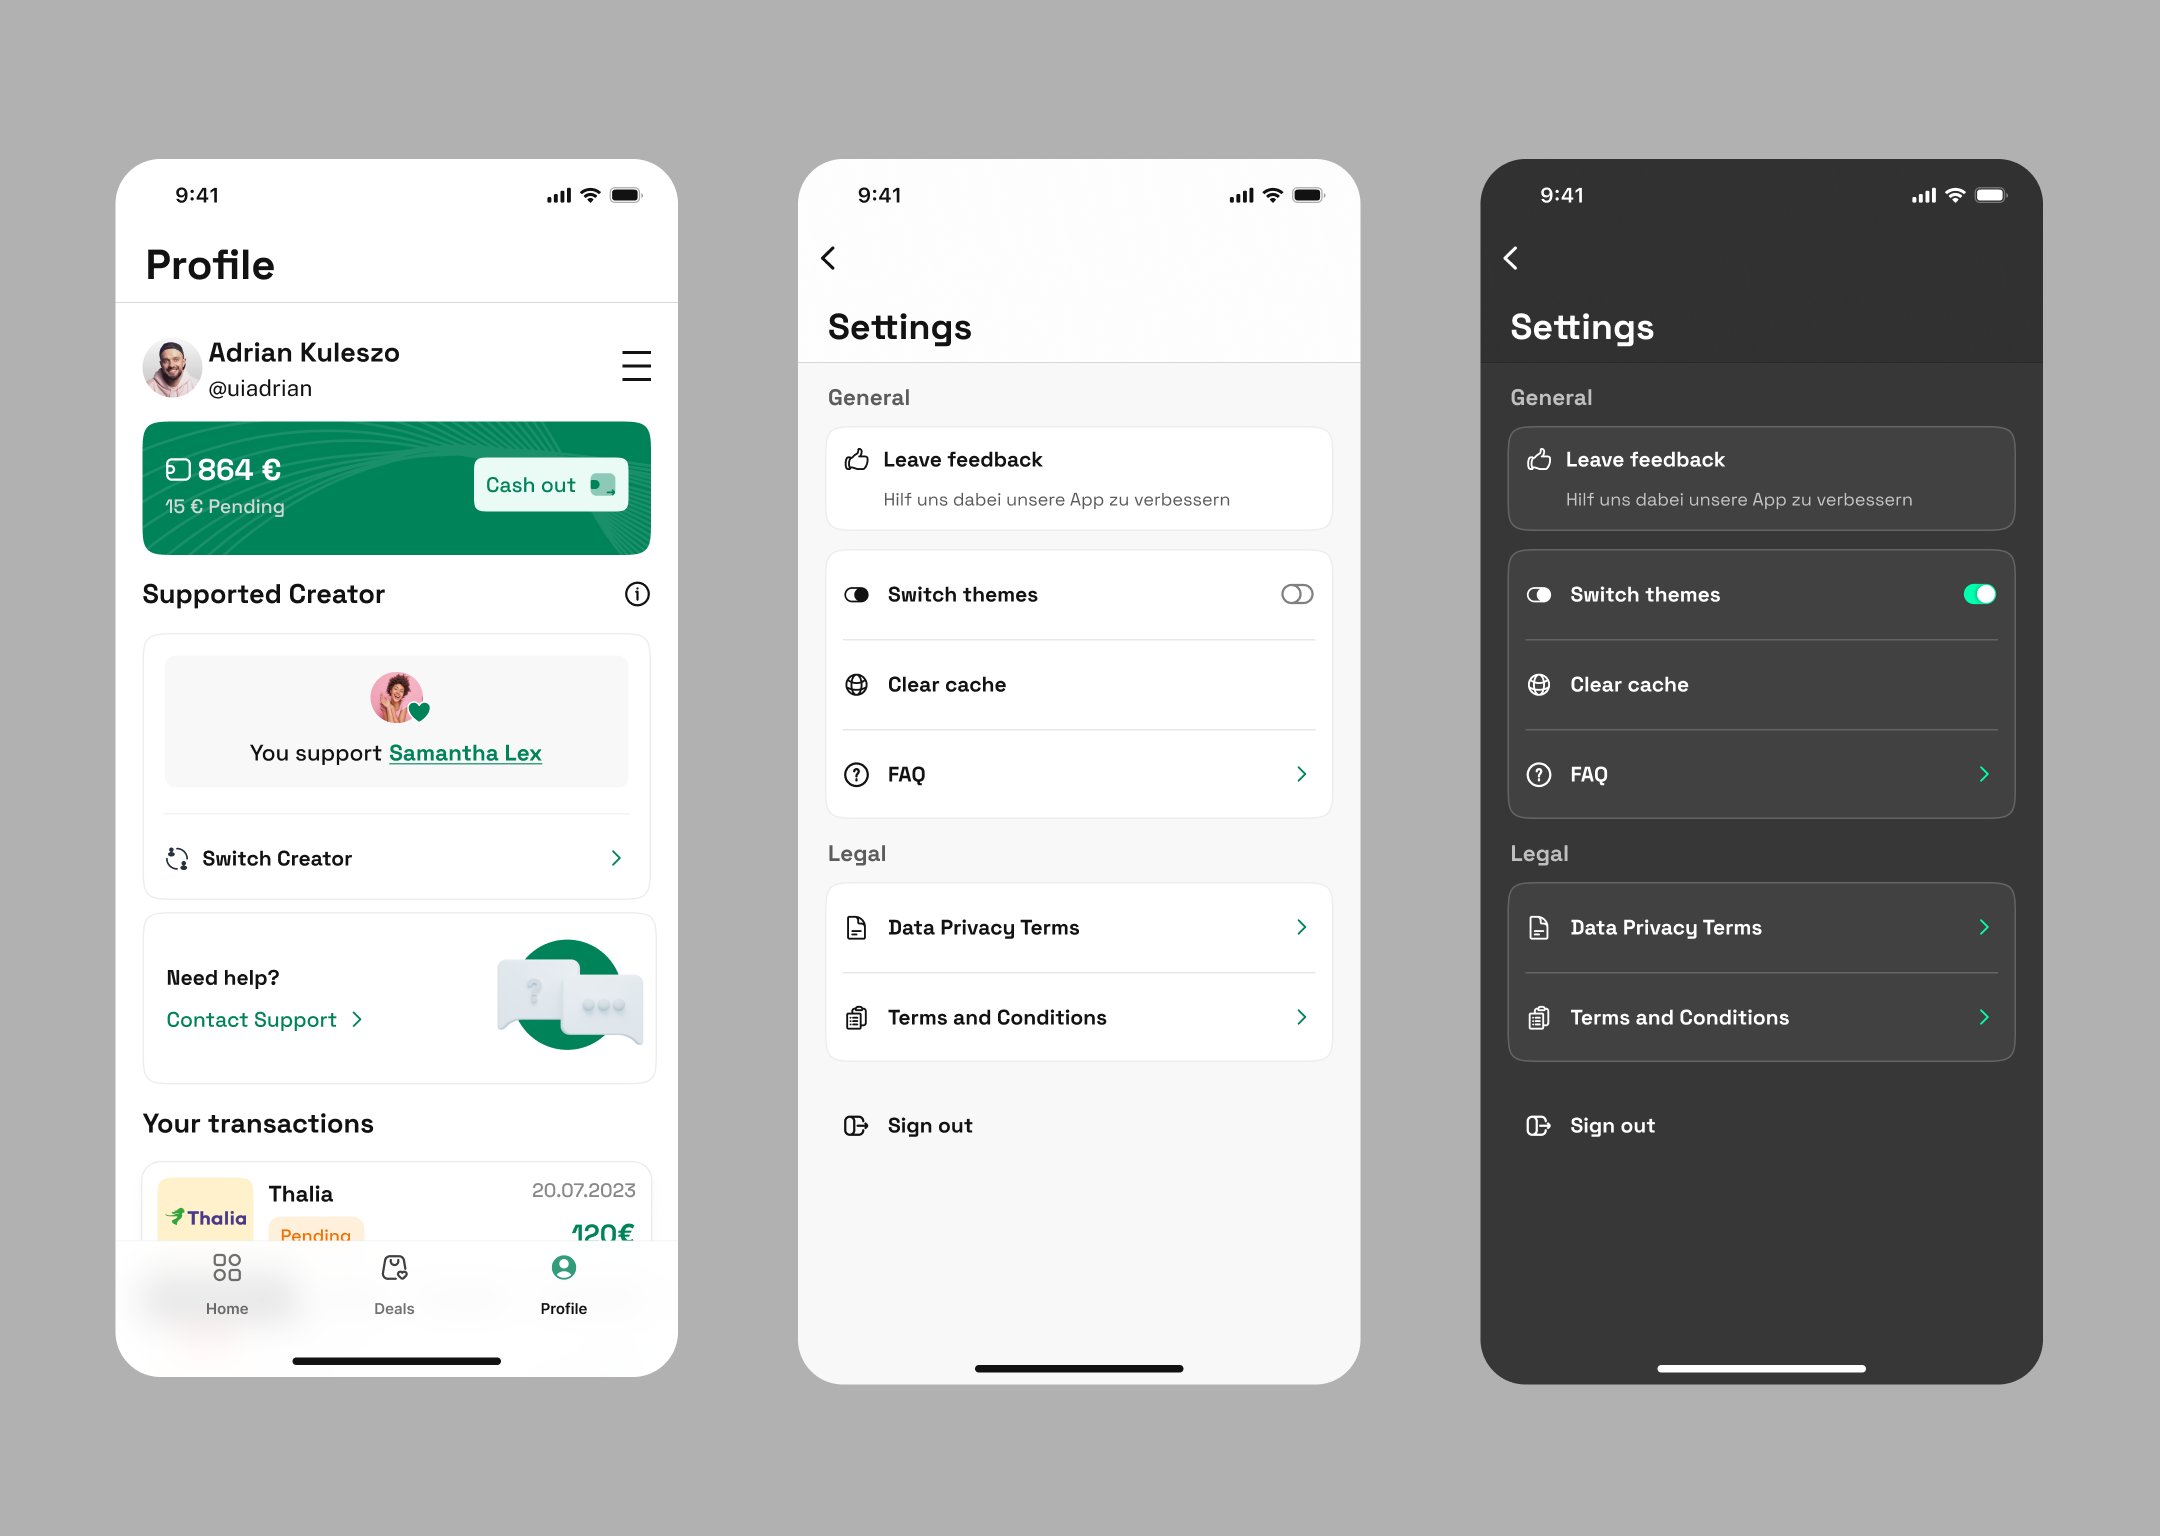 9:41
Profile
Adrian Kuleszo
@uiadrian
864 €
15 € Pending
Cash out
Supported Creator
You support Samantha Lex
Switch Creator
Need help?
Contact Support
Your transactions
Thalia
Thalia
20.07.2023
Pending
120€
Home
Deals
Profile
9:41
Settings
General
Leave feedback
Hilf uns dabei unsere App zu verbessern
Switch themes
Clear cache
FAQ
Legal
Data Privacy Terms
Terms and Conditions
Sign out
9:41
Settings
General
Leave feedback
Hilf uns dabei unsere App zu verbessern
Switch themes
Clear cache
FAQ
Legal
Data Privacy Terms
Terms and Conditions
Sign out